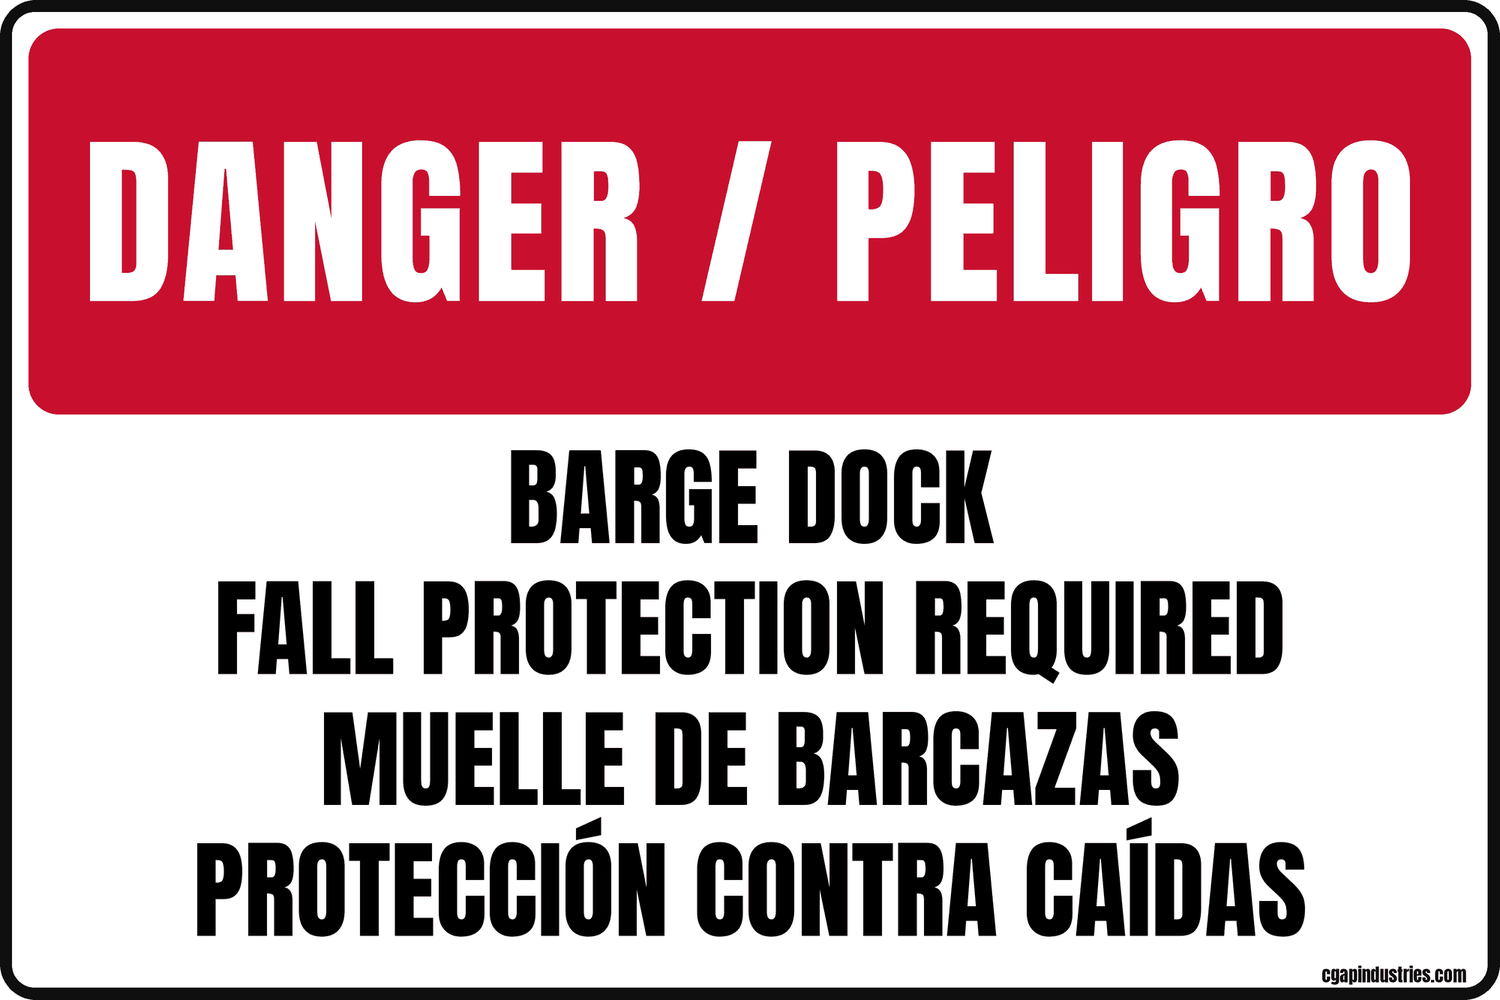 DANGER / PELIGRO
BARGE DOCK
FALL PROTECTION REQUIRED
MUELLE DE BARCAZAS
PROTECCIÓN CONTRA CAÍDAS
cgapindustries.com